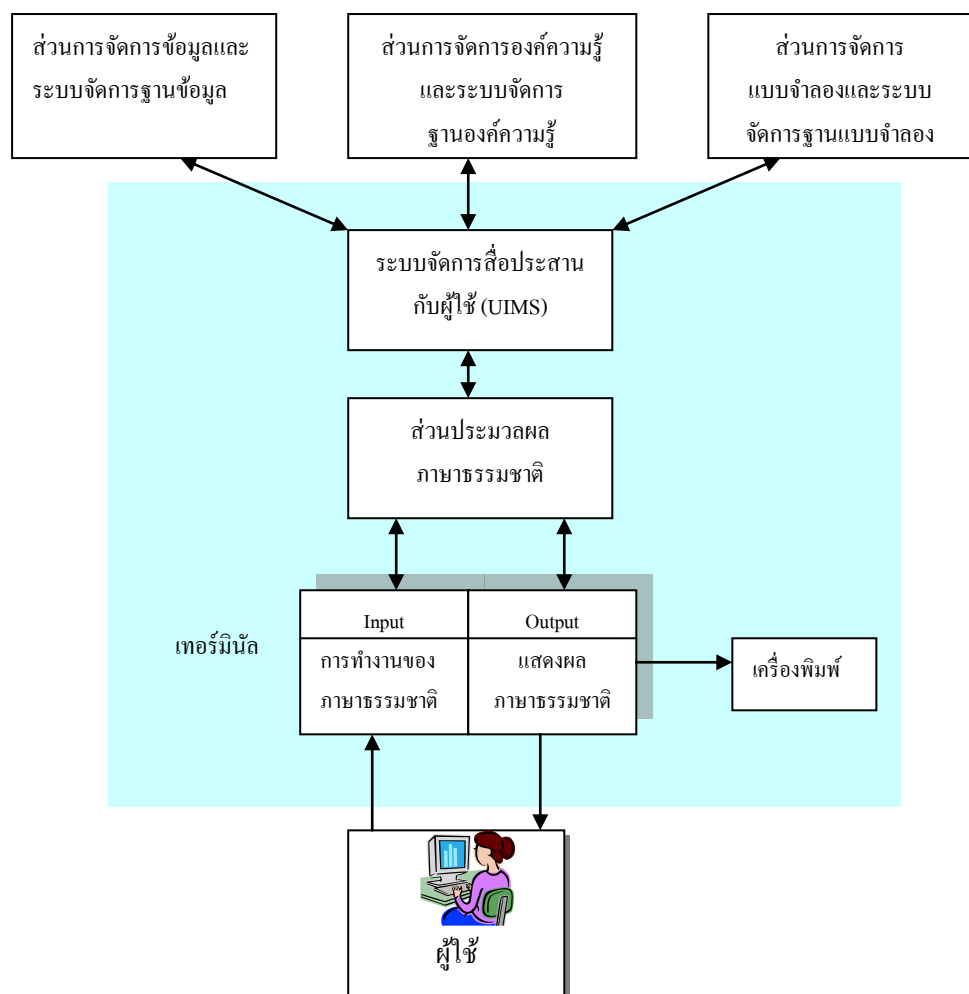 ส่วนการจัดการข้อมูลและ
ระบบจัดการฐานข้อมูล
ส่วนการจัดการองค์ความรู้
และระบบจัดการ
ฐานองค์ความรู้
ส่วนการจัดการ
แบบจำลองและระบบ
จัดการฐานแบบจำลอง
ระบบจัดการสื่อประสาน
กับผู้ใช้ (UIMS)
ส่วนประมวลผล
ภาษาธรรมชาติ
เทอร์มินัล
Input
การทำงานของ
ภาษาธรรมชาติ
Output
แสดงผล
ภาษาธรรมชาติ
เครื่องพิมพ์
ผู้ใช้